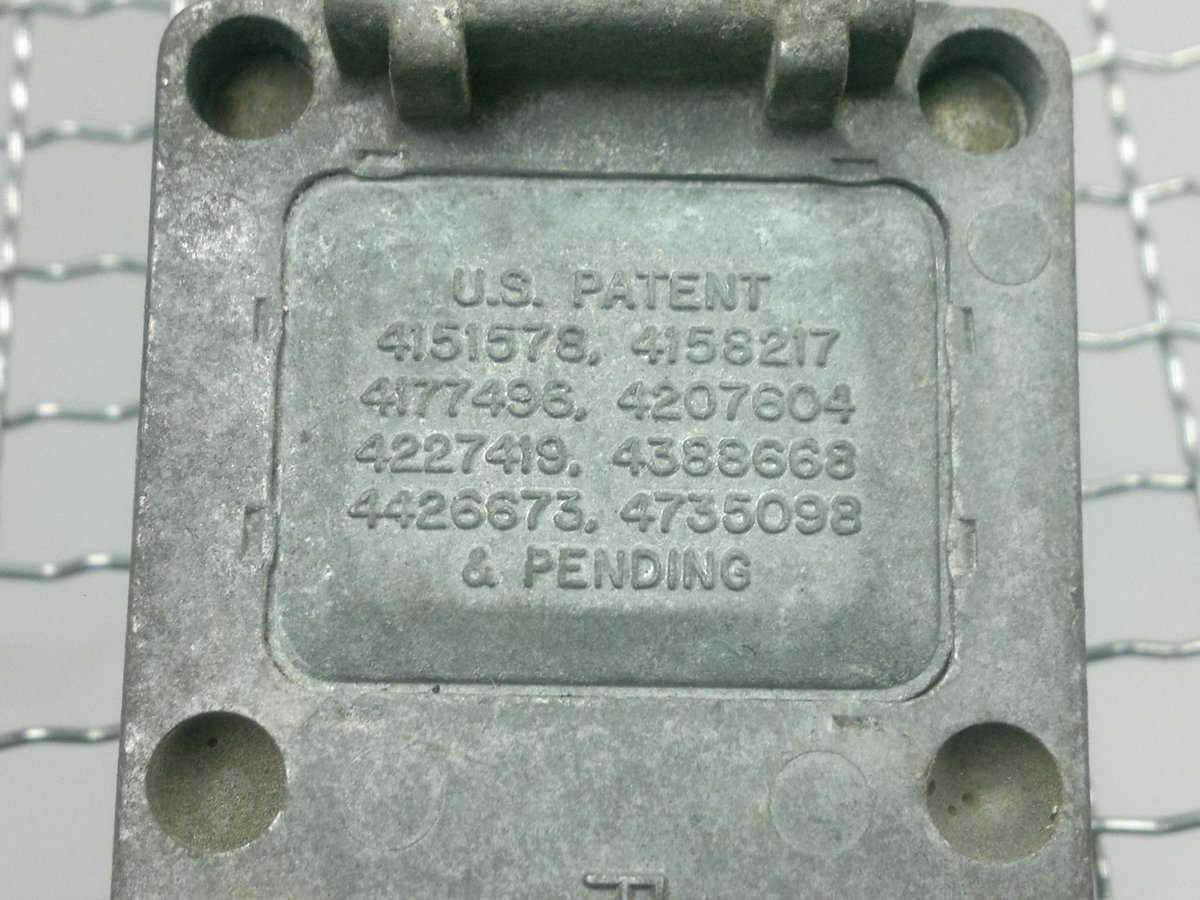 U.S. PATENT
4151578, 4158217
4177496, 4207604
4227419, 4388668
4426673, 4735098
& PENDING